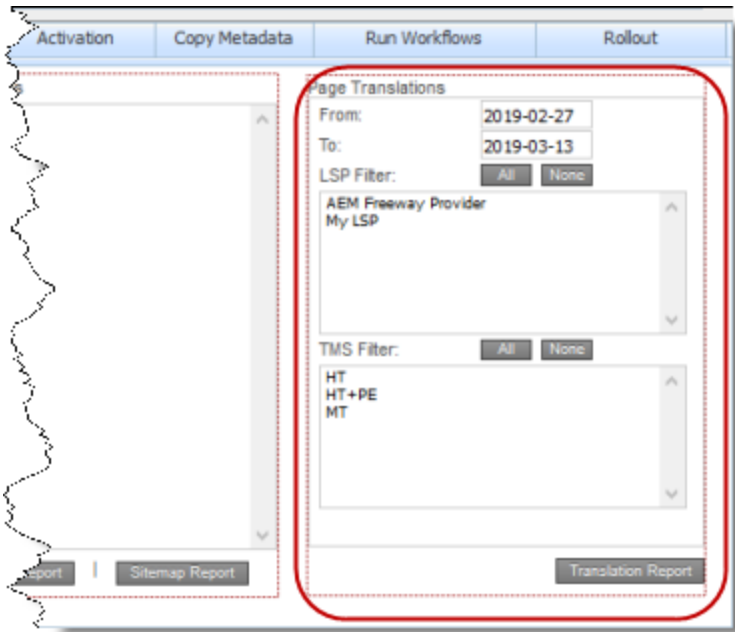 Activation Copy Metadata Run Workflows Rollout
s
Page Translations
From: 2019-02-27
To: 2019-03-13
LSP Filter: All None
AEM Freeway Provider
My LSP
TMS Filter: All None
HT
HT+PE
MT
eport | Sitemap Report
Translation Report